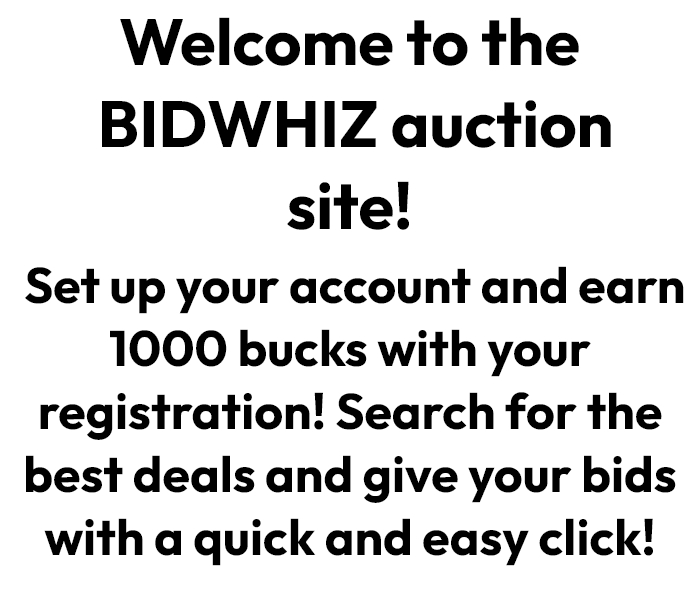 Welcome to the
BIDWHIZ auction
site!
Set up your account and earn
1000 bucks with your
registration! Search for the
best deals and give your bids
with a quick and easy click!